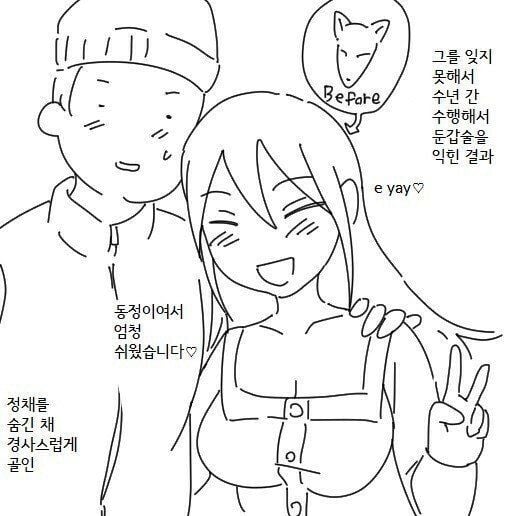 Before
그를 잊지
못해서
수년 간
수행해서
둔갑술을
익힌 결과
e yay♡
동정이여서
엄청
쉬웠습니다♡
정채를
숨긴 채
경사스럽게
골인